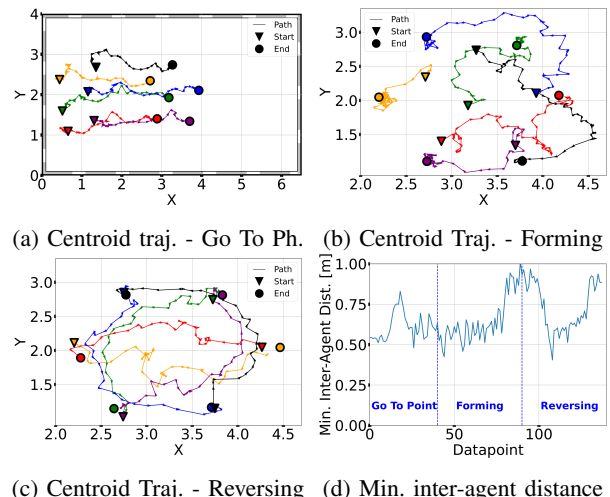 4
3
2
1
0
Y
0 1 2 3 4 5 6
X
Path
Start
End
3.0
2.5
2.0
1.5
Y
2.0 2.5 3.0 3.5 4.0 4.5
X
Path
Start
End
(a) Centroid traj. - Go To Ph.
(b) Centroid Traj. - Forming
3.0
2.5
2.0
1.5
Y
2.0 2.5 3.0 3.5 4.0 4.5
X
Path
Start
End
Min. Inter-Agent Dist. [m]
1.00
0.75
0.50
0.25
0.00
Go To Point Forming Reversing
0 50 100
Datapoint
(c) Centroid Traj. - Reversing
(d) Min. inter-agent distance